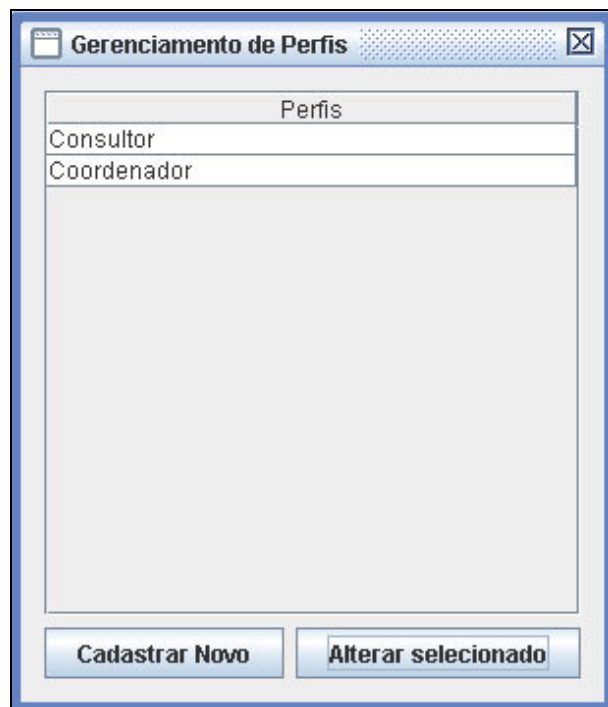 Gerenciamento de Perfis
Perfis
Consultor
Coordenador
Cadastrar Novo
Alterar selecionado